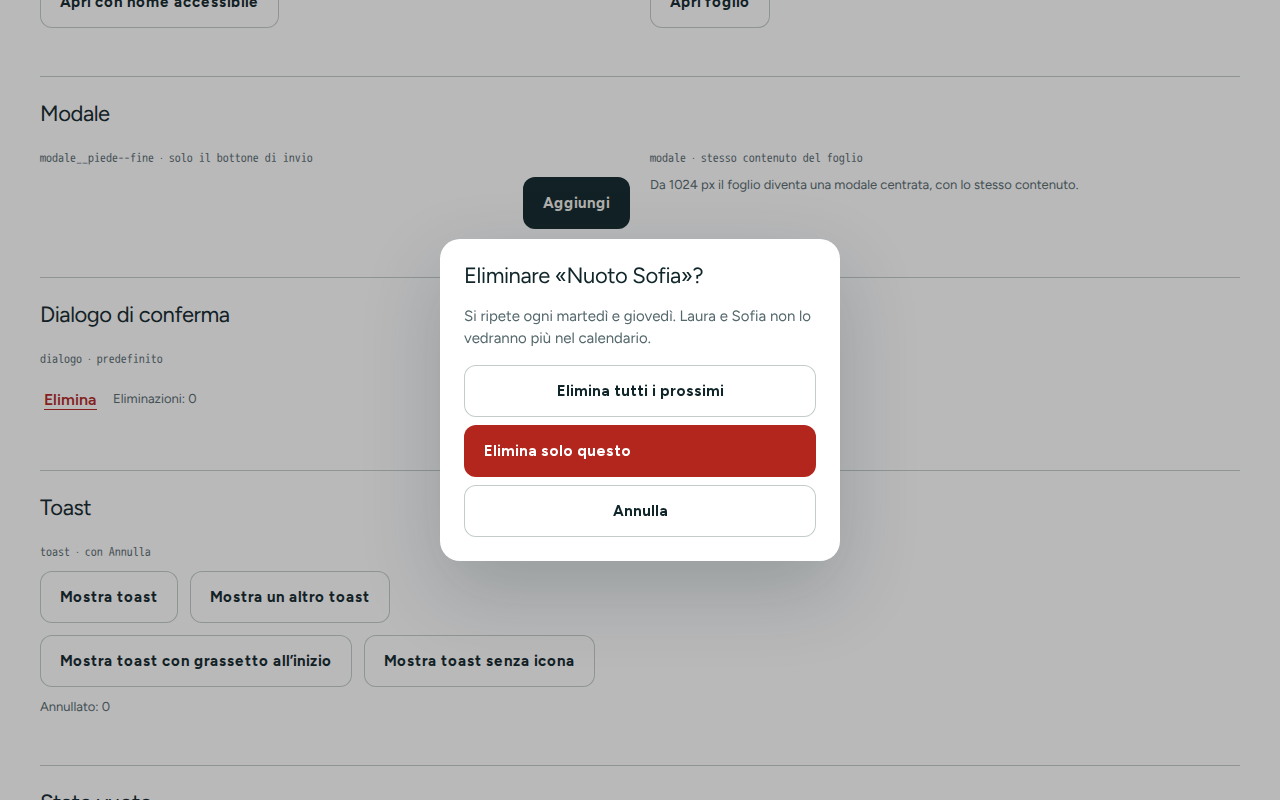 Apri con nome accessibile
Apri foglio
Modale
modale__piede--fine · solo il bottone di invio
modale · stesso contenuto del foglio
Da 1024 px il foglio diventa una modale centrata, con lo stesso contenuto.
Aggiungi
Eliminare «Nuoto Sofia»?
Si ripete ogni martedì e giovedì. Laura e Sofia non lo
vedranno più nel calendario.
Elimina tutti i prossimi
Elimina solo questo
Annulla
Dialogo di conferma
dialogo · predefinito
Elimina
Eliminazioni: 0
Toast
toast · con Annulla
Mostra toast
Mostra un altro toast
Mostra toast con grassetto all’inizio
Mostra toast senza icona
Annullato: 0
Stato vuoto